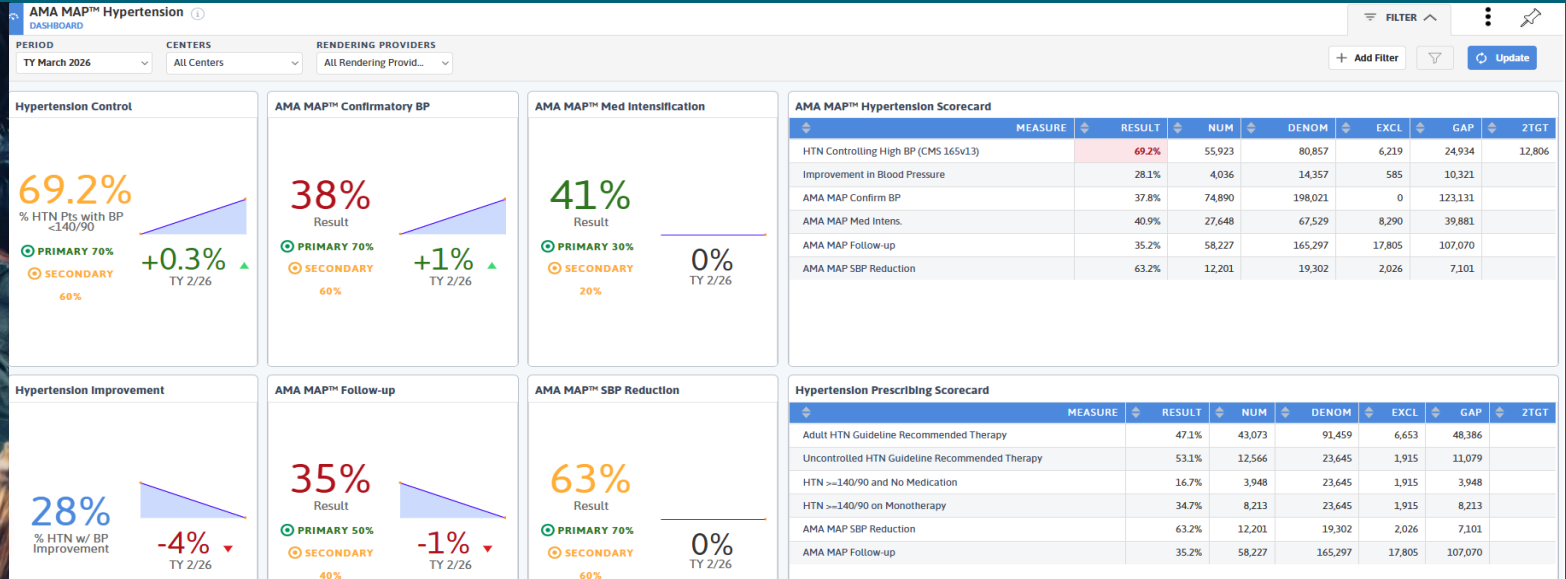 AMA MAP™ Hypertension
DASHBOARD
FILTER
PERIOD
TY March 2026
CENTERS
All Centers
RENDERING PROVIDERS
All Rendering Provid...
Add Filter
Update
Hypertension Control
69.2%
% HTN Pts with BP
<140/90
PRIMARY 70%
SECONDARY
60%
+0.3%
TY 2/26
AMA MAP™ Confirmatory BP
38%
Result
PRIMARY 70%
SECONDARY
60%
+1%
TY 2/26
AMA MAP™ Med Intensification
41%
Result
PRIMARY 30%
SECONDARY
20%
0%
TY 2/26
AMA MAP™ Hypertension Scorecard
MEASURE RESULT NUM DENOM EXCL GAP 2TGT
HTN Controlling High BP (CMS 165v13) 69.2% 55,923 80,857 6,219 24,934 12,806
Improvement in Blood Pressure 28.1% 4,036 14,357 585 10,321
AMA MAP Confirm BP 37.8% 74,890 198,021 0 123,131
AMA MAP Med Intens. 40.9% 27,648 67,529 8,290 39,881
AMA MAP Follow-up 35.2% 58,227 165,297 17,805 107,070
AMA MAP SBP Reduction 63.2% 12,201 19,302 2,026 7,101
Hypertension Improvement
28%
% HTN w/ BP
Improvement
-4%
TY 2/26
AMA MAP™ Follow-up
35%
Result
PRIMARY 50%
SECONDARY
40%
-1%
TY 2/26
AMA MAP™ SBP Reduction
63%
Result
PRIMARY 70%
SECONDARY
60%
0%
TY 2/26
Hypertension Prescribing Scorecard
MEASURE RESULT NUM DENOM EXCL GAP 2TGT
Adult HTN Guideline Recommended Therapy 47.1% 43,073 91,459 6,653 48,386
Uncontrolled HTN Guideline Recommended Therapy 53.1% 12,566 23,645 1,915 11,079
HTN >=140/90 and No Medication 16.7% 3,948 23,645 1,915 3,948
HTN >=140/90 on Monotherapy 34.7% 8,213 23,645 1,915 8,213
AMA MAP SBP Reduction 63.2% 12,201 19,302 2,026 7,101
AMA MAP Follow-up 35.2% 58,227 165,297 17,805 107,070